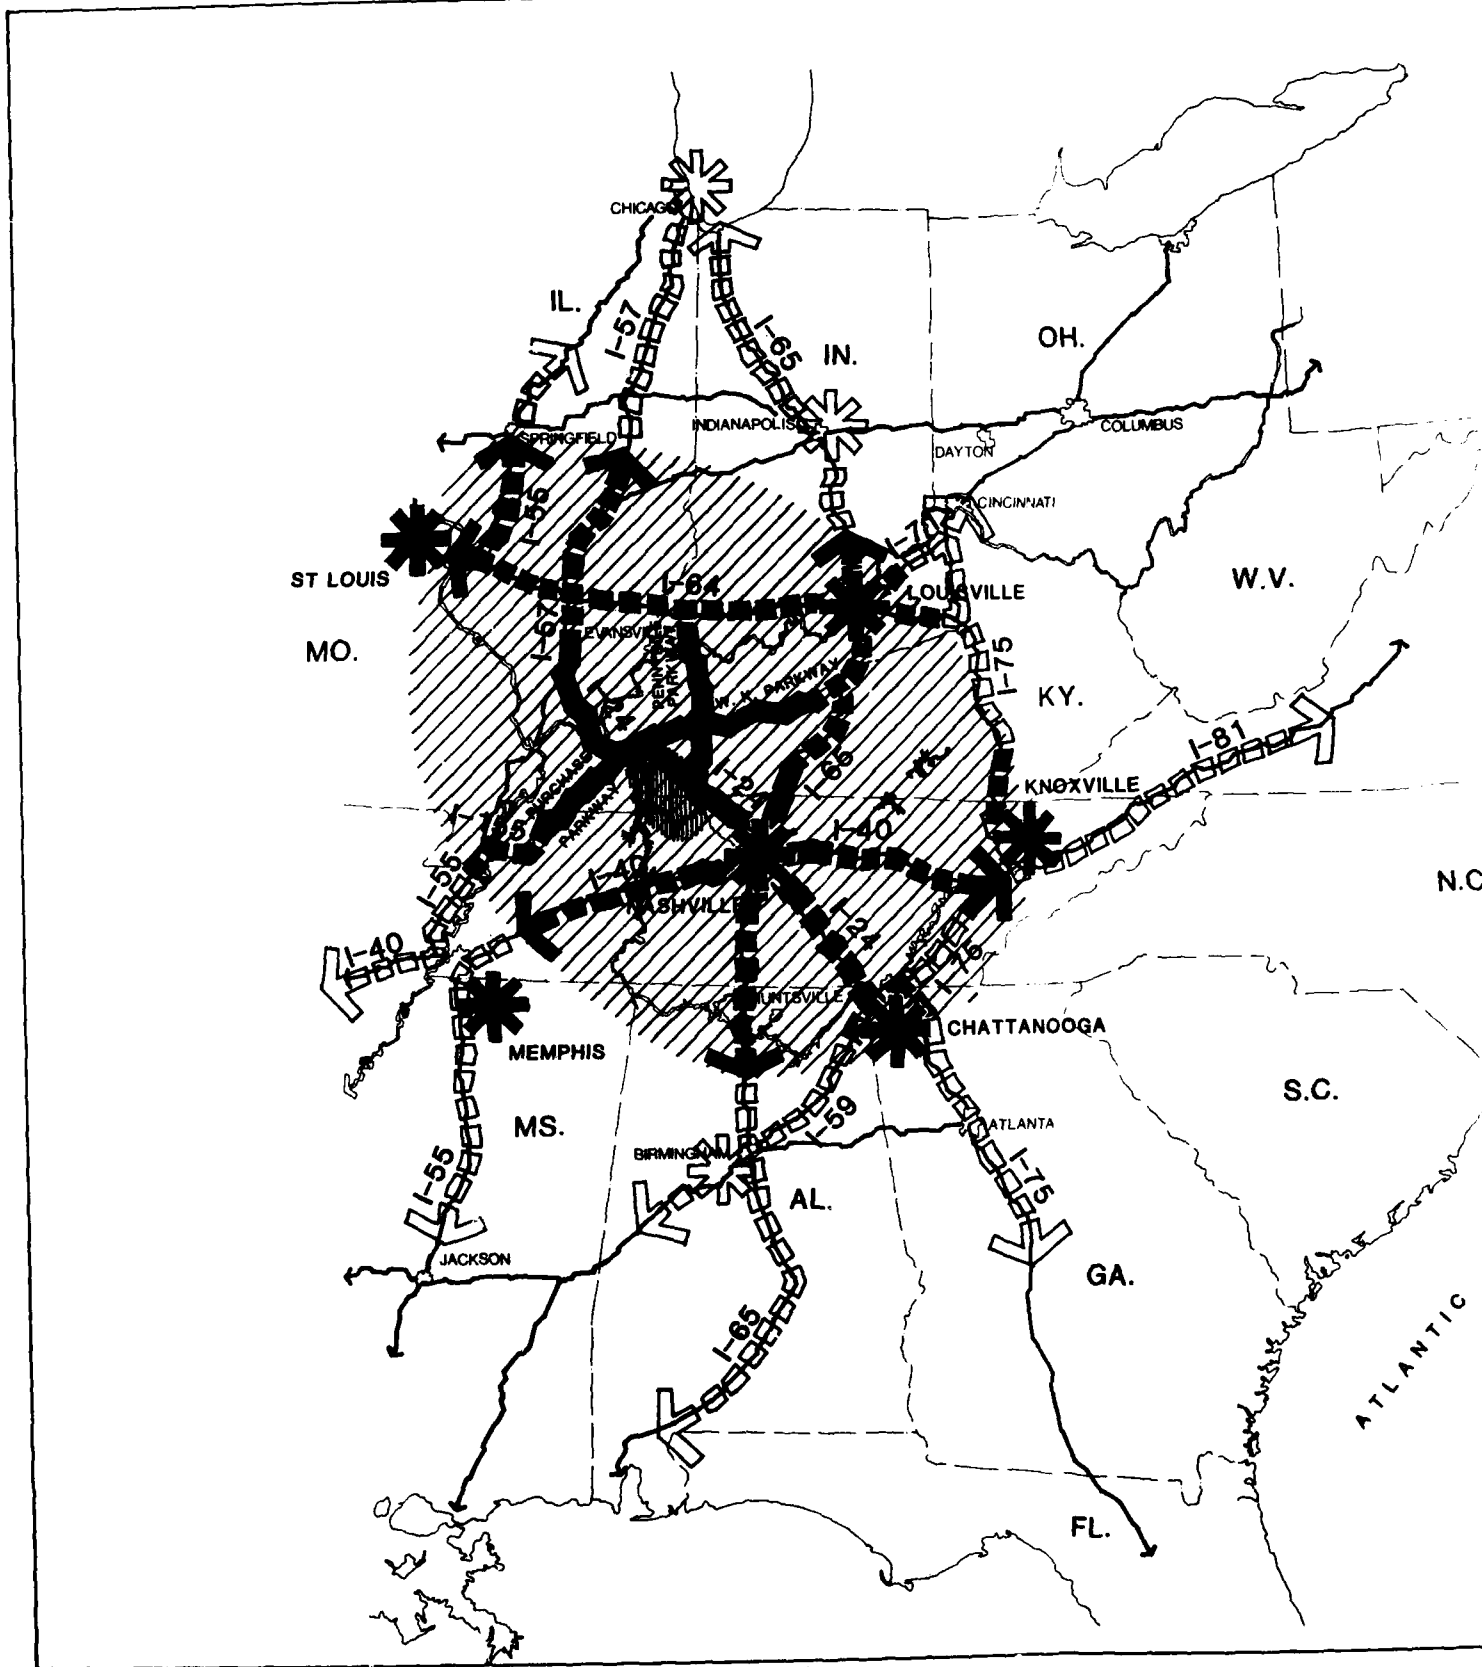 CHICAGO
IL.
I-57
I-65
IN.
OH.
INDIANAPOLIS
SPRINGFIELD
COLUMBUS
DAYTON
I-55
CINCINNATI
ST LOUIS
I-64
LOUISVILLE
W.V.
MO.
I-57
EVANSVILLE
PARKWAY
I-75
W. K. PARKWAY
KY.
I-81
I-24
I-65
KNOXVILLE
PURCHASE
PARKWAY
I-40
I-55
I-40
NASHVILLE
I-24
N.C
I-40
I-75
HUNTSVILLE
CHATTANOOGA
MEMPHIS
S.C.
MS.
I-59
ATLANTA
BIRMINGHAM
I-55
I-75
AL.
JACKSON
GA.
I-65
ATLANTIC
FL.